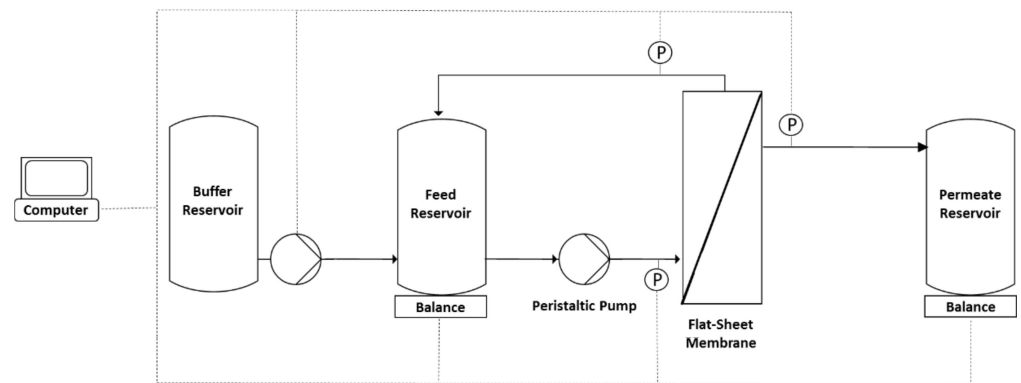 P
P
Buffer
Reservoir
Feed
Reservoir
Permeate
Reservoir
Computer
P
Balance
Peristaltic Pump
Balance
Flat-Sheet
Membrane